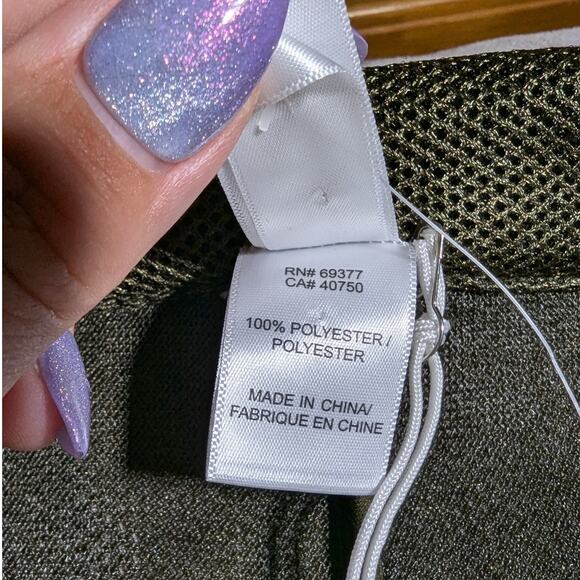 RN# 69377
CA# 40750
100% POLYESTER/
POLYESTER
MADE IN CHINA/
FABRIQUE EN CHINE